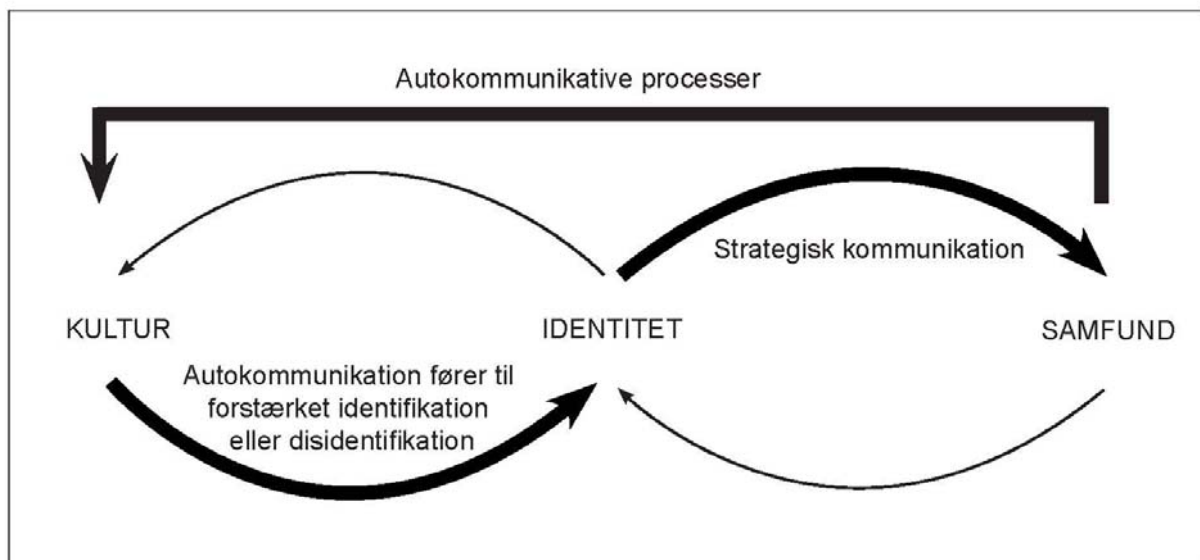 Autokommunikative processer
Strategisk kommunikation
KULTUR
IDENTITET
SAMFUND
Autokommunikation fører til
forstærket identifikation
eller disidentifikation